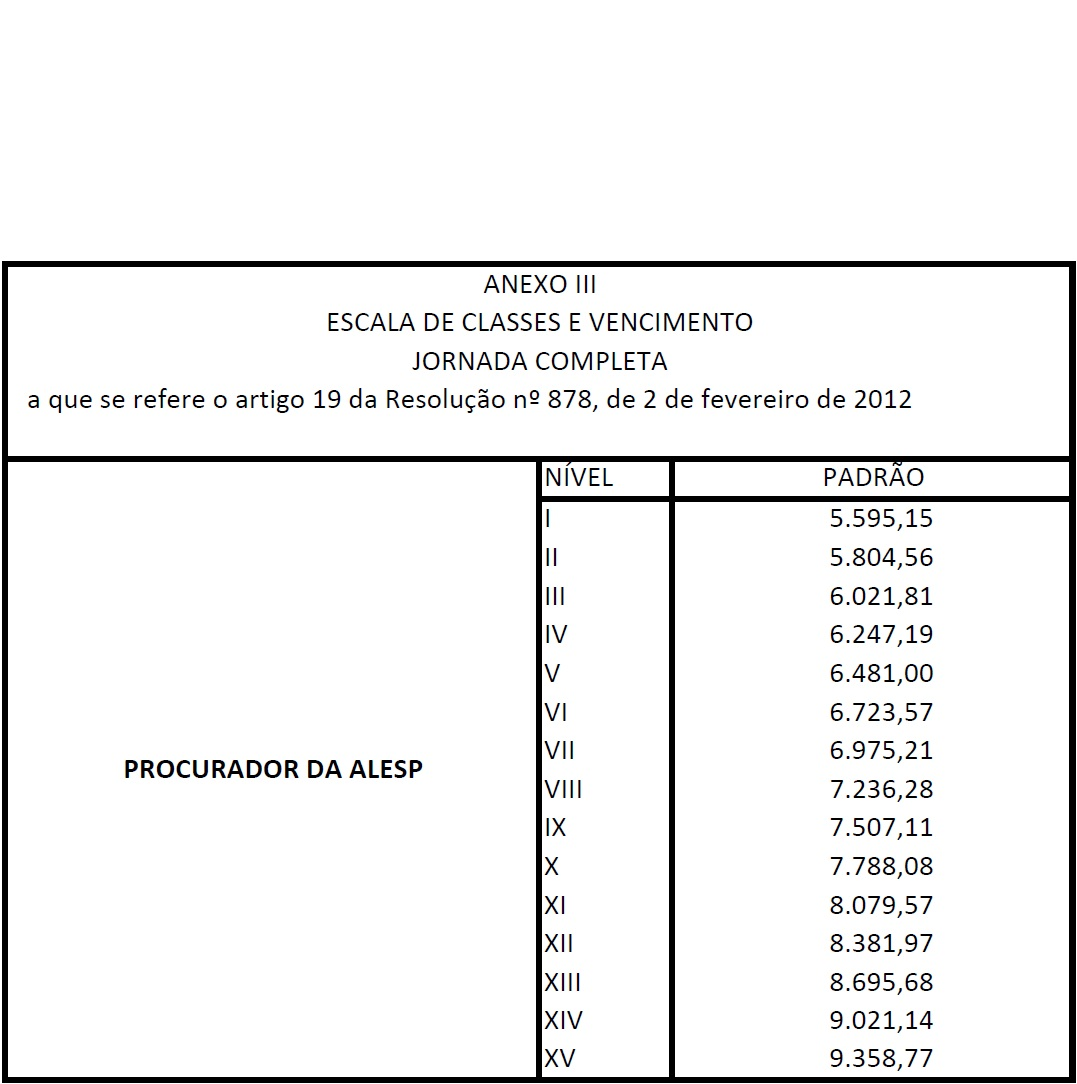 ANEXO III
ESCALA DE CLASSES E VENCIMENTO
JORNADA COMPLETA
a que se refere o artigo 19 da Resolução nº 878, de 2 de fevereiro de 2012
NÍVEL PADRÃO
I 5.595,15
II 5.804,56
III 6.021,81
IV 6.247,19
V 6.481,00
VI 6.723,57
VII 6.975,21
PROCURADOR DA ALESP
VIII 7.236,28
IX 7.507,11
X 7.788,08
XI 8.079,57
XII 8.381,97
XIII 8.695,68
XIV 9.021,14
XV 9.358,77